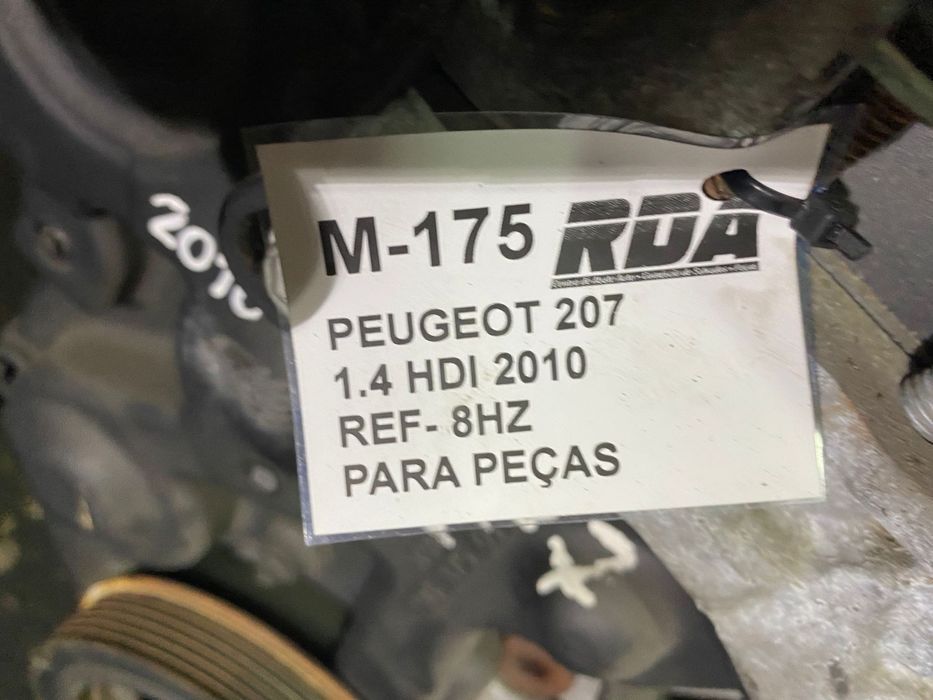 M-175 RDA
PEUGEOT 207
1.4 HDI 2010
REF- 8HZ
PARA PEÇAS
2010